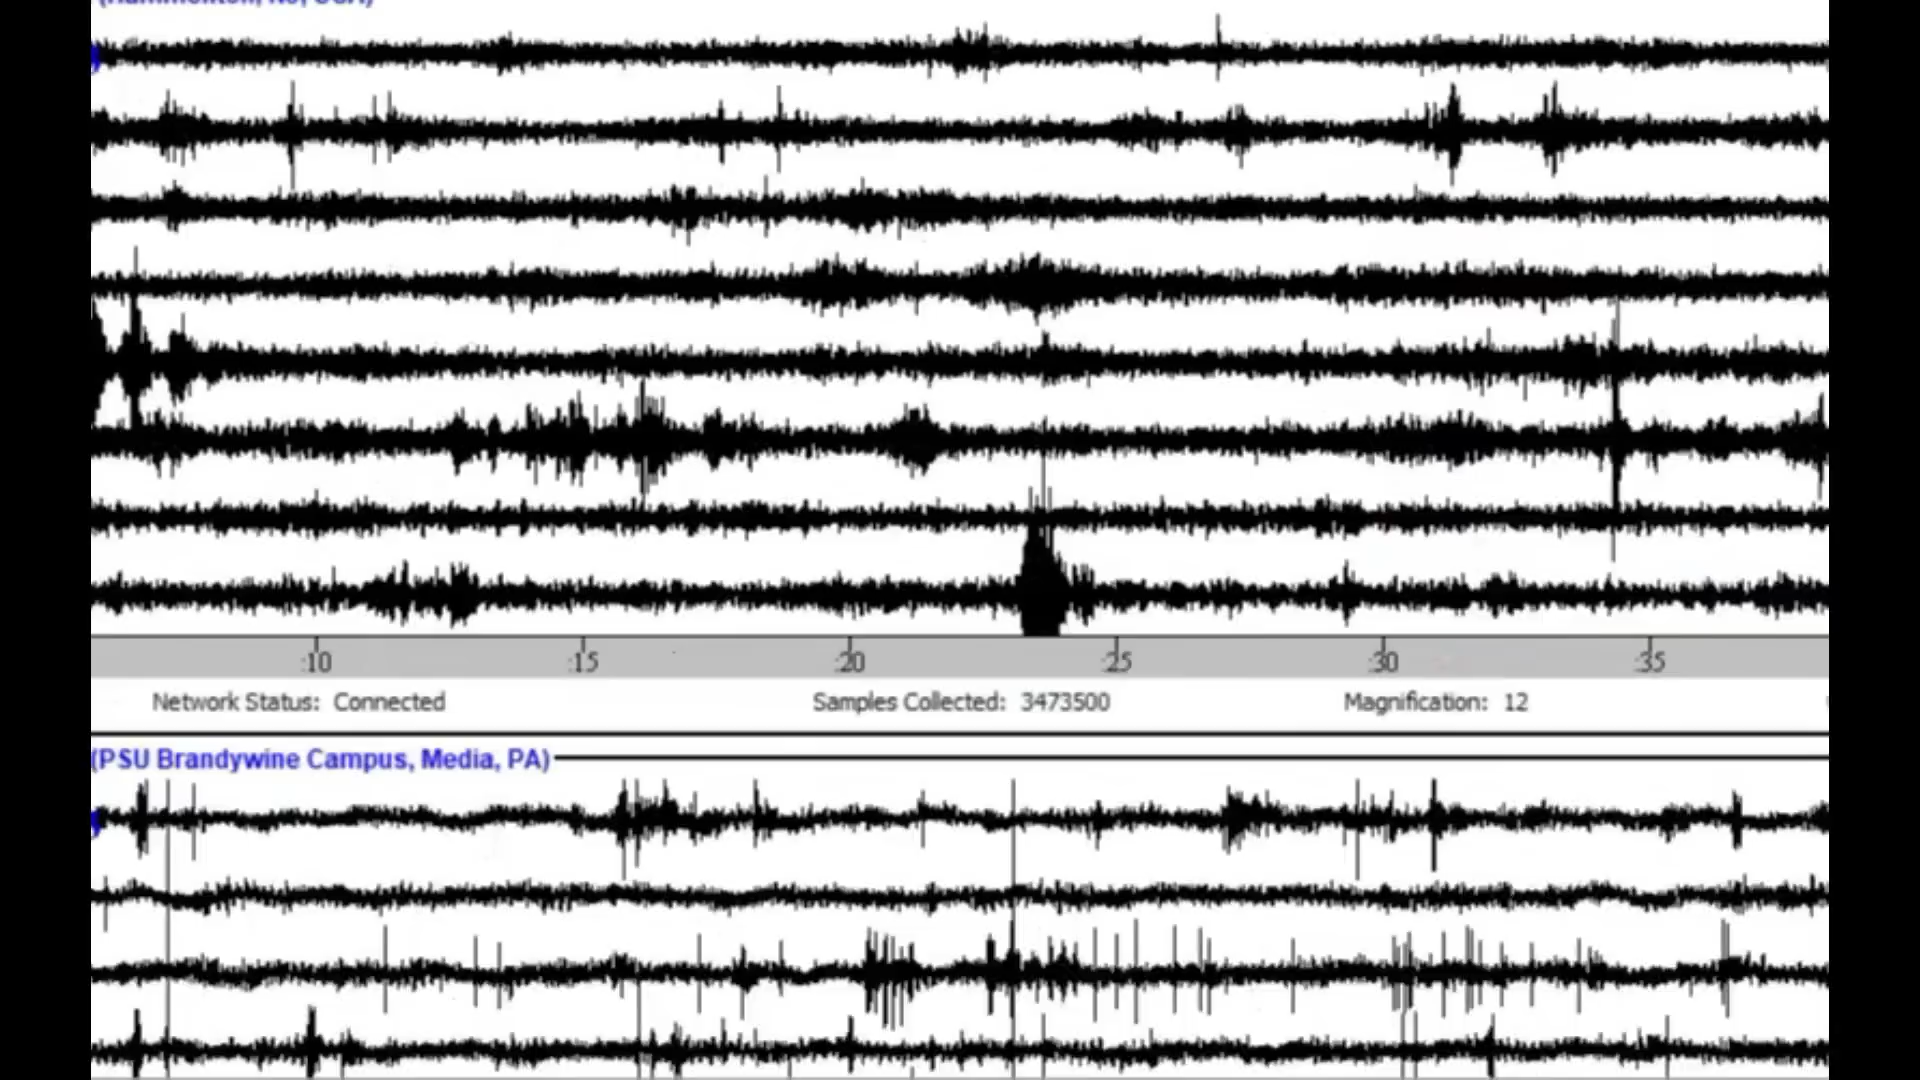 :10 :15 :20 :25 :30 :35
Network Status: Connected Samples Collected: 3473500 Magnification: 12
(PSU Brandywine Campus, Media, PA)